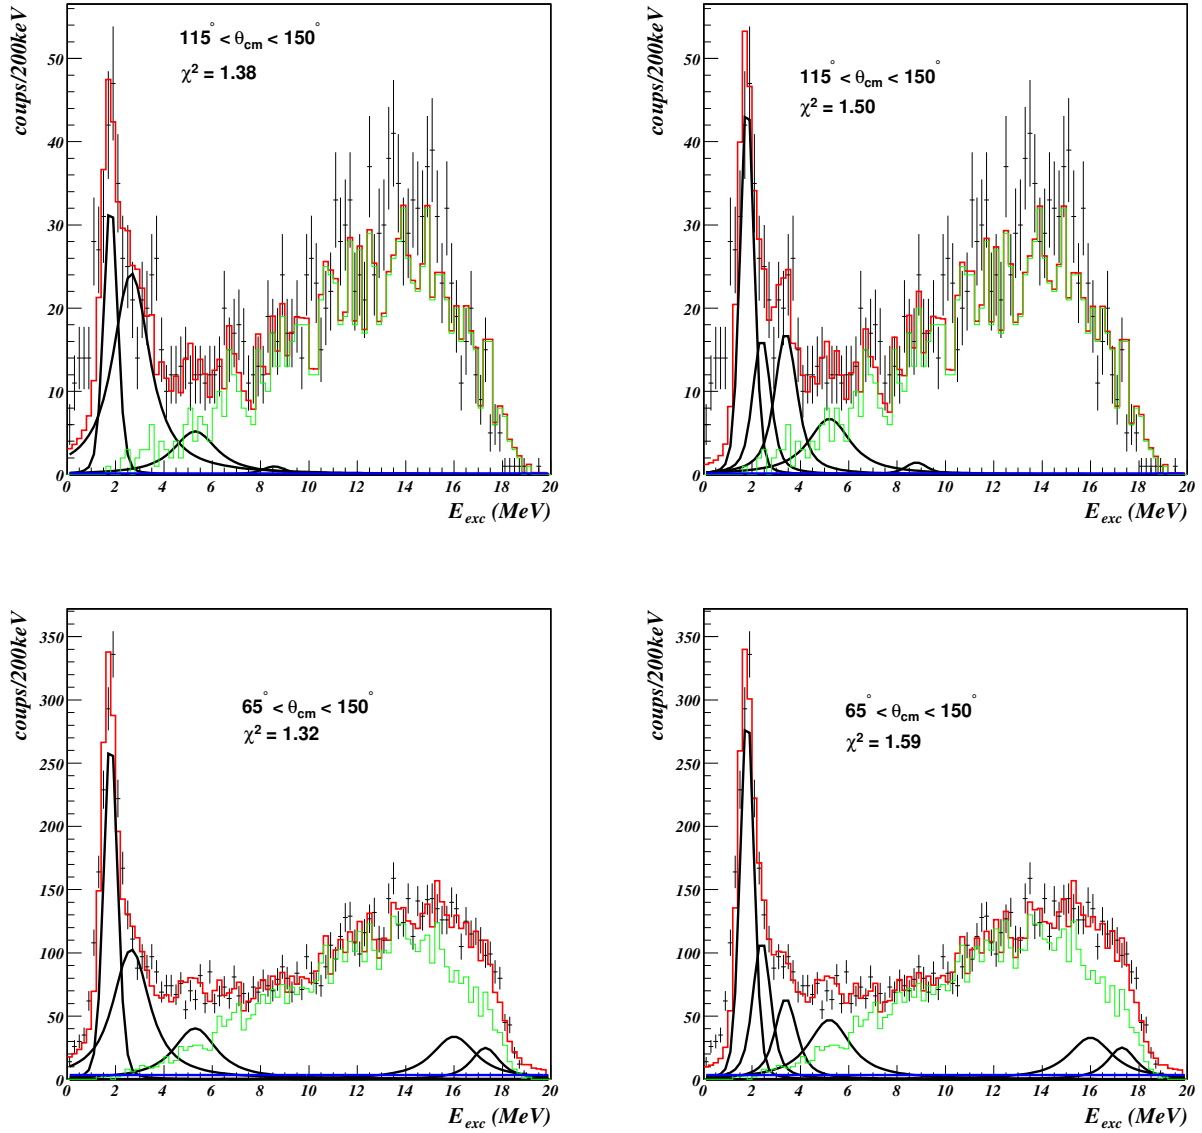 coups/200keV
115° < θcm < 150°
χ² = 1.38
50
40
30
20
10
0
0 2 4 6 8 10 12 14 16 18 20
Eexc (MeV)
coups/200keV
115° < θcm < 150°
χ² = 1.50
50
40
30
20
10
0
0 2 4 6 8 10 12 14 16 18 20
Eexc (MeV)
coups/200keV
65° < θcm < 150°
χ² = 1.32
350
300
250
200
150
100
50
0
0 2 4 6 8 10 12 14 16 18 20
Eexc (MeV)
coups/200keV
65° < θcm < 150°
χ² = 1.59
350
300
250
200
150
100
50
0
0 2 4 6 8 10 12 14 16 18 20
Eexc (MeV)